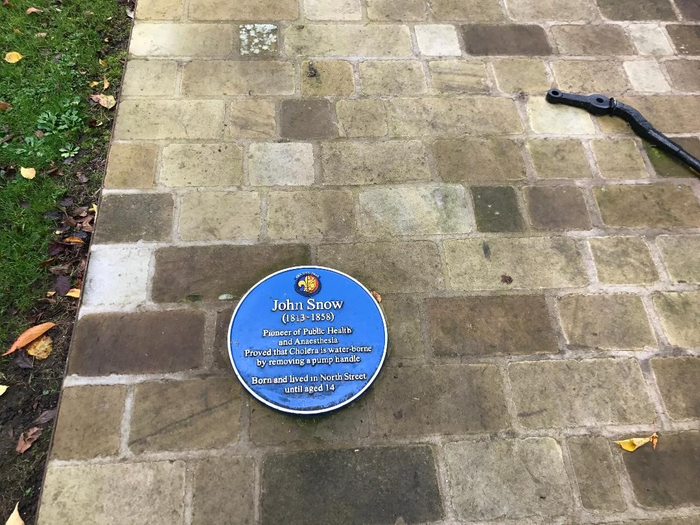 John Snow
(1813-1858)
Pioneer of Public Health
and Anaesthesia
Proved that Cholera is water-borne
by removing a pump handle
Born and lived in North Street
until aged 14